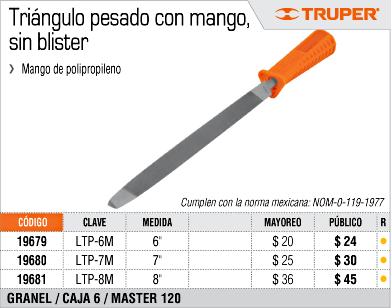 Triángulo pesado con mango,
sin blister
TRUPER
Mango de polipropileno
Cumplen con la norma mexicana: NOM-0-119-1977
CÓDIGO CLAVE MEDIDA MAYOREO PÚBLICO R
19679 LTP-6M 6" $ 20 $ 24
19680 LTP-7M 7" $ 25 $ 30
19681 LTP-8M 8" $ 36 $ 45
GRANEL / CAJA 6 / MASTER 120